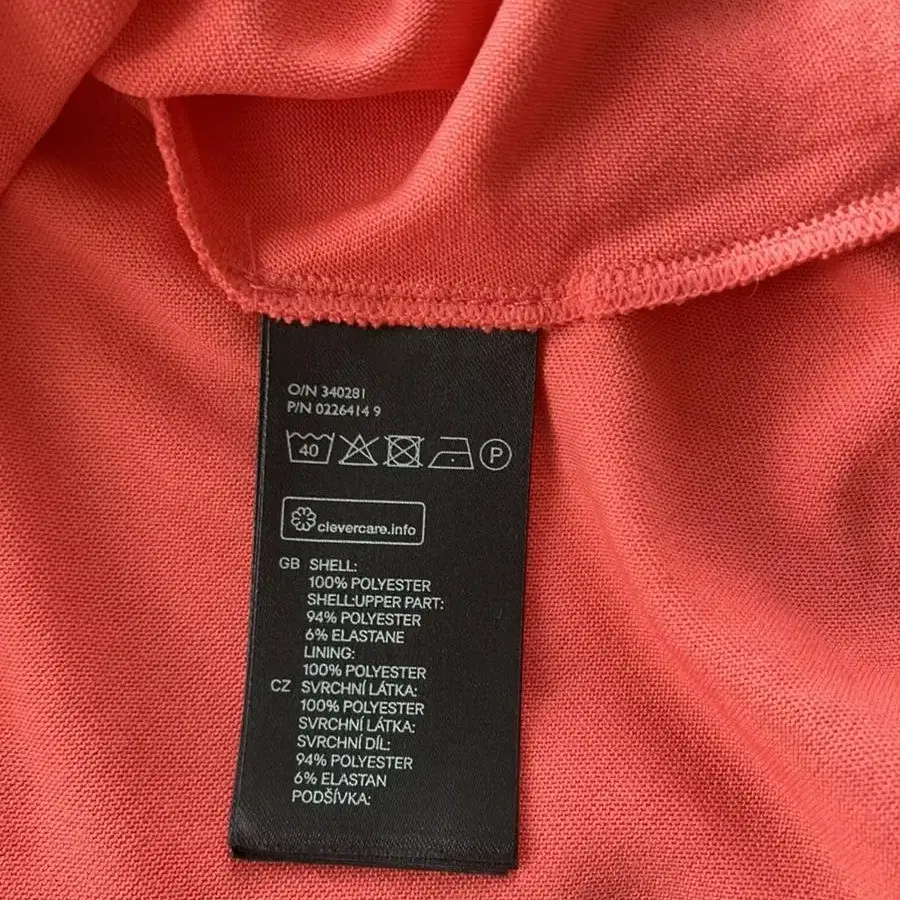 O/N 340281
P/N 0226414 9
40 P
clevercare.info
GB SHELL:
100% POLYESTER
SHELL:UPPER PART:
94% POLYESTER
6% ELASTANE
LINING:
100% POLYESTER
CZ SVRCHNÍ LÁTKA:
100% POLYESTER
SVRCHNÍ LÁTKA:
SVRCHNÍ DÍL:
94% POLYESTER
6% ELASTAN
PODŠÍVKA: